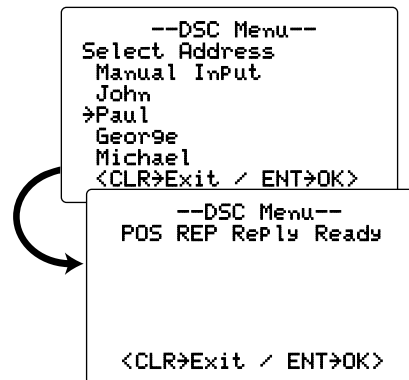 --DSC Menu--
Select Address
Manual InPut
John
→Paul
George
Michael
<CLR→Exit / ENT→OK>
--DSC Menu--
POS REP RePly Ready
<CLR→Exit / ENT→OK>